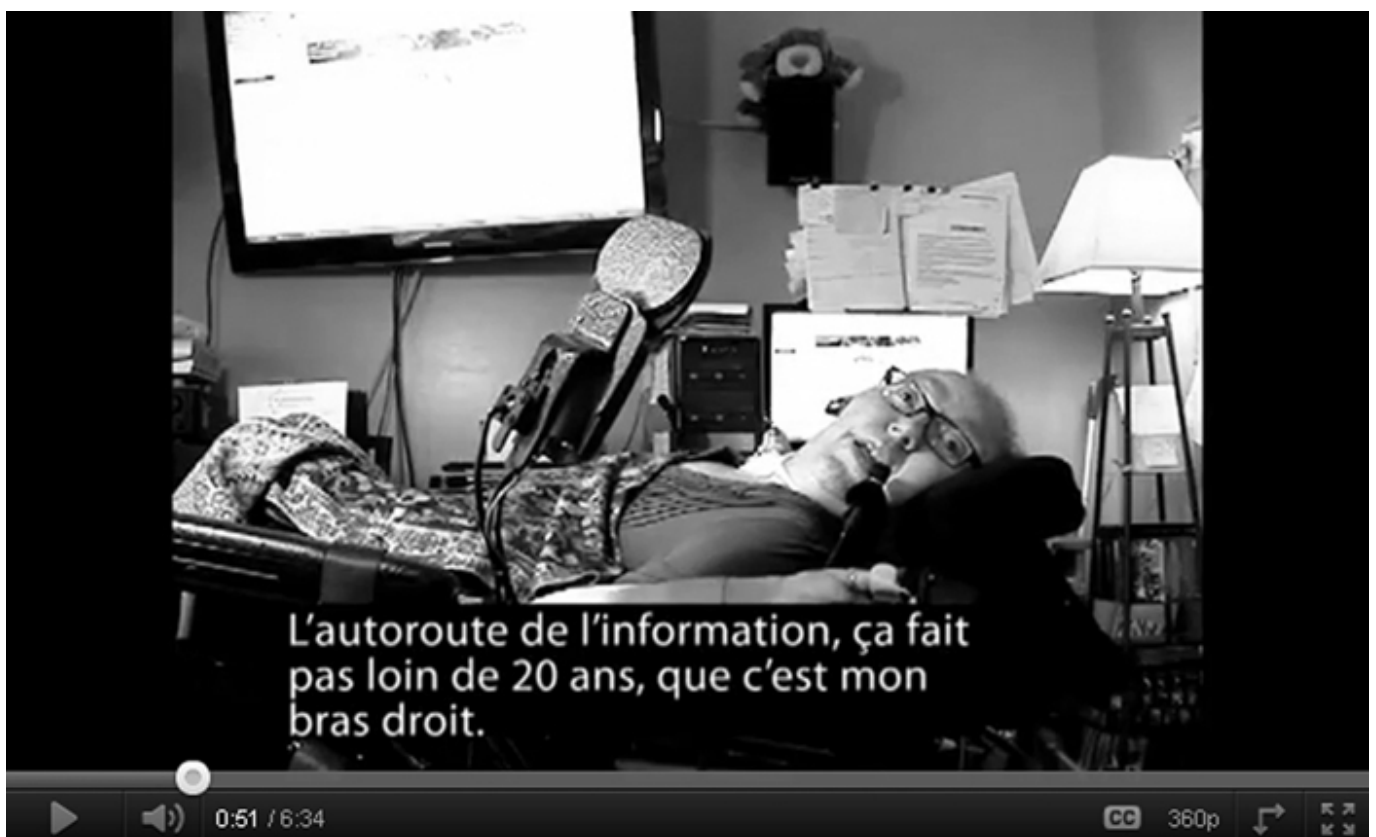 L'autoroute de l'information, ça fait
pas loin de 20 ans, que c'est mon
bras droit.
0:51 / 6:34
CC
360p